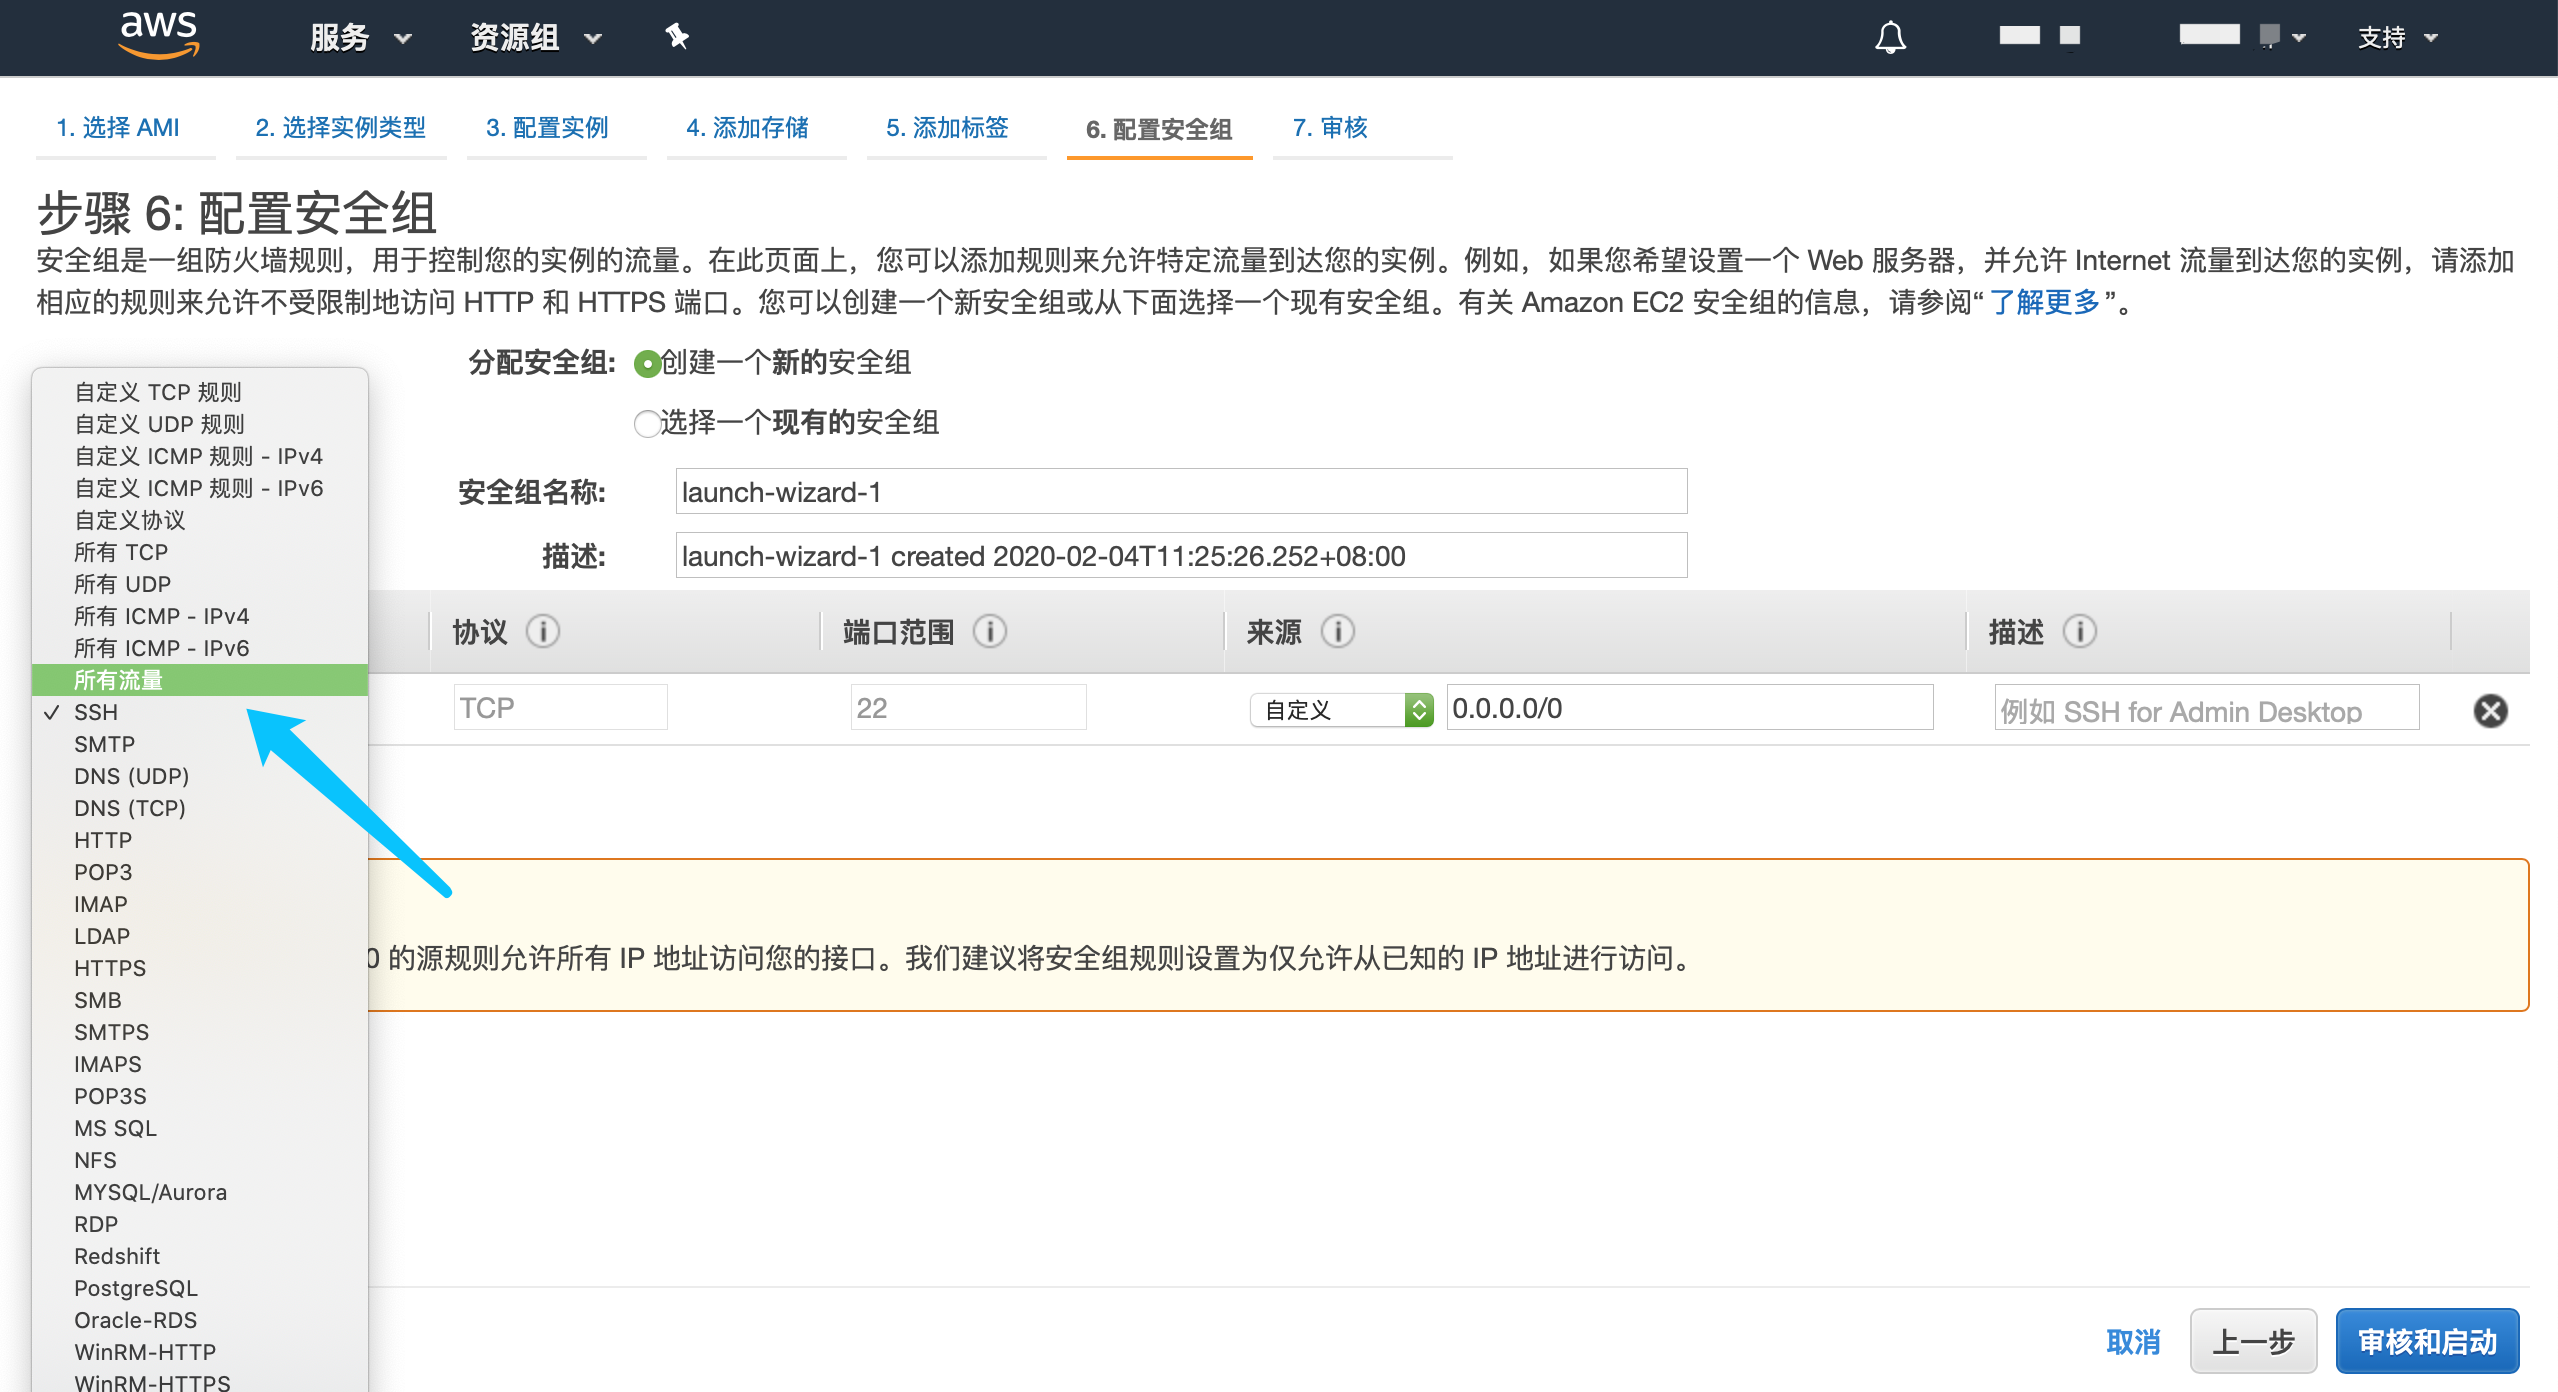 aws
服务
资源组
支持
1. 选择 AMI
2. 选择实例类型
3. 配置实例
4. 添加存储
5. 添加标签
6. 配置安全组
7. 审核
步骤 6: 配置安全组
安全组是一组防火墙规则，用于控制您的实例的流量。在此页面上，您可以添加规则来允许特定流量到达您的实例。例如，如果您希望设置一个 Web 服务器，并允许 Internet 流量到达您的实例，请添加
相应的规则来允许不受限制地访问 HTTP 和 HTTPS 端口。您可以创建一个新安全组或从下面选择一个现有安全组。有关 Amazon EC2 安全组的信息，请参阅“了解更多”。
分配安全组: 创建一个新的安全组
选择一个现有的安全组
安全组名称: launch-wizard-1
描述: launch-wizard-1 created 2020-02-04T11:25:26.252+08:00
协议
端口范围
来源
描述
TCP
22
自定义
0.0.0.0/0
例如 SSH for Admin Desktop
自定义 TCP 规则
自定义 UDP 规则
自定义 ICMP 规则 - IPv4
自定义 ICMP 规则 - IPv6
自定义协议
所有 TCP
所有 UDP
所有 ICMP - IPv4
所有 ICMP - IPv6
所有流量
✓ SSH
SMTP
DNS (UDP)
DNS (TCP)
HTTP
POP3
IMAP
LDAP
HTTPS
SMB
SMTPS
IMAPS
POP3S
MS SQL
NFS
MYSQL/Aurora
RDP
Redshift
PostgreSQL
Oracle-RDS
WinRM-HTTP
WinRM-HTTPS
0 的源规则允许所有 IP 地址访问您的接口。我们建议将安全组规则设置为仅允许从已知的 IP 地址进行访问。
取消
上一步
审核和启动